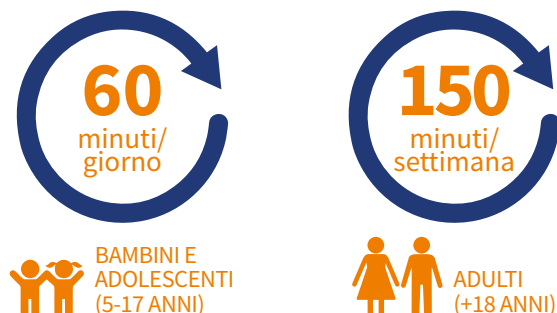 60
minuti/
giorno
BAMBINI E
ADOLESCENTI
(5-17 ANNI)
150
minuti/
settimana
ADULTI
(+18 ANNI)